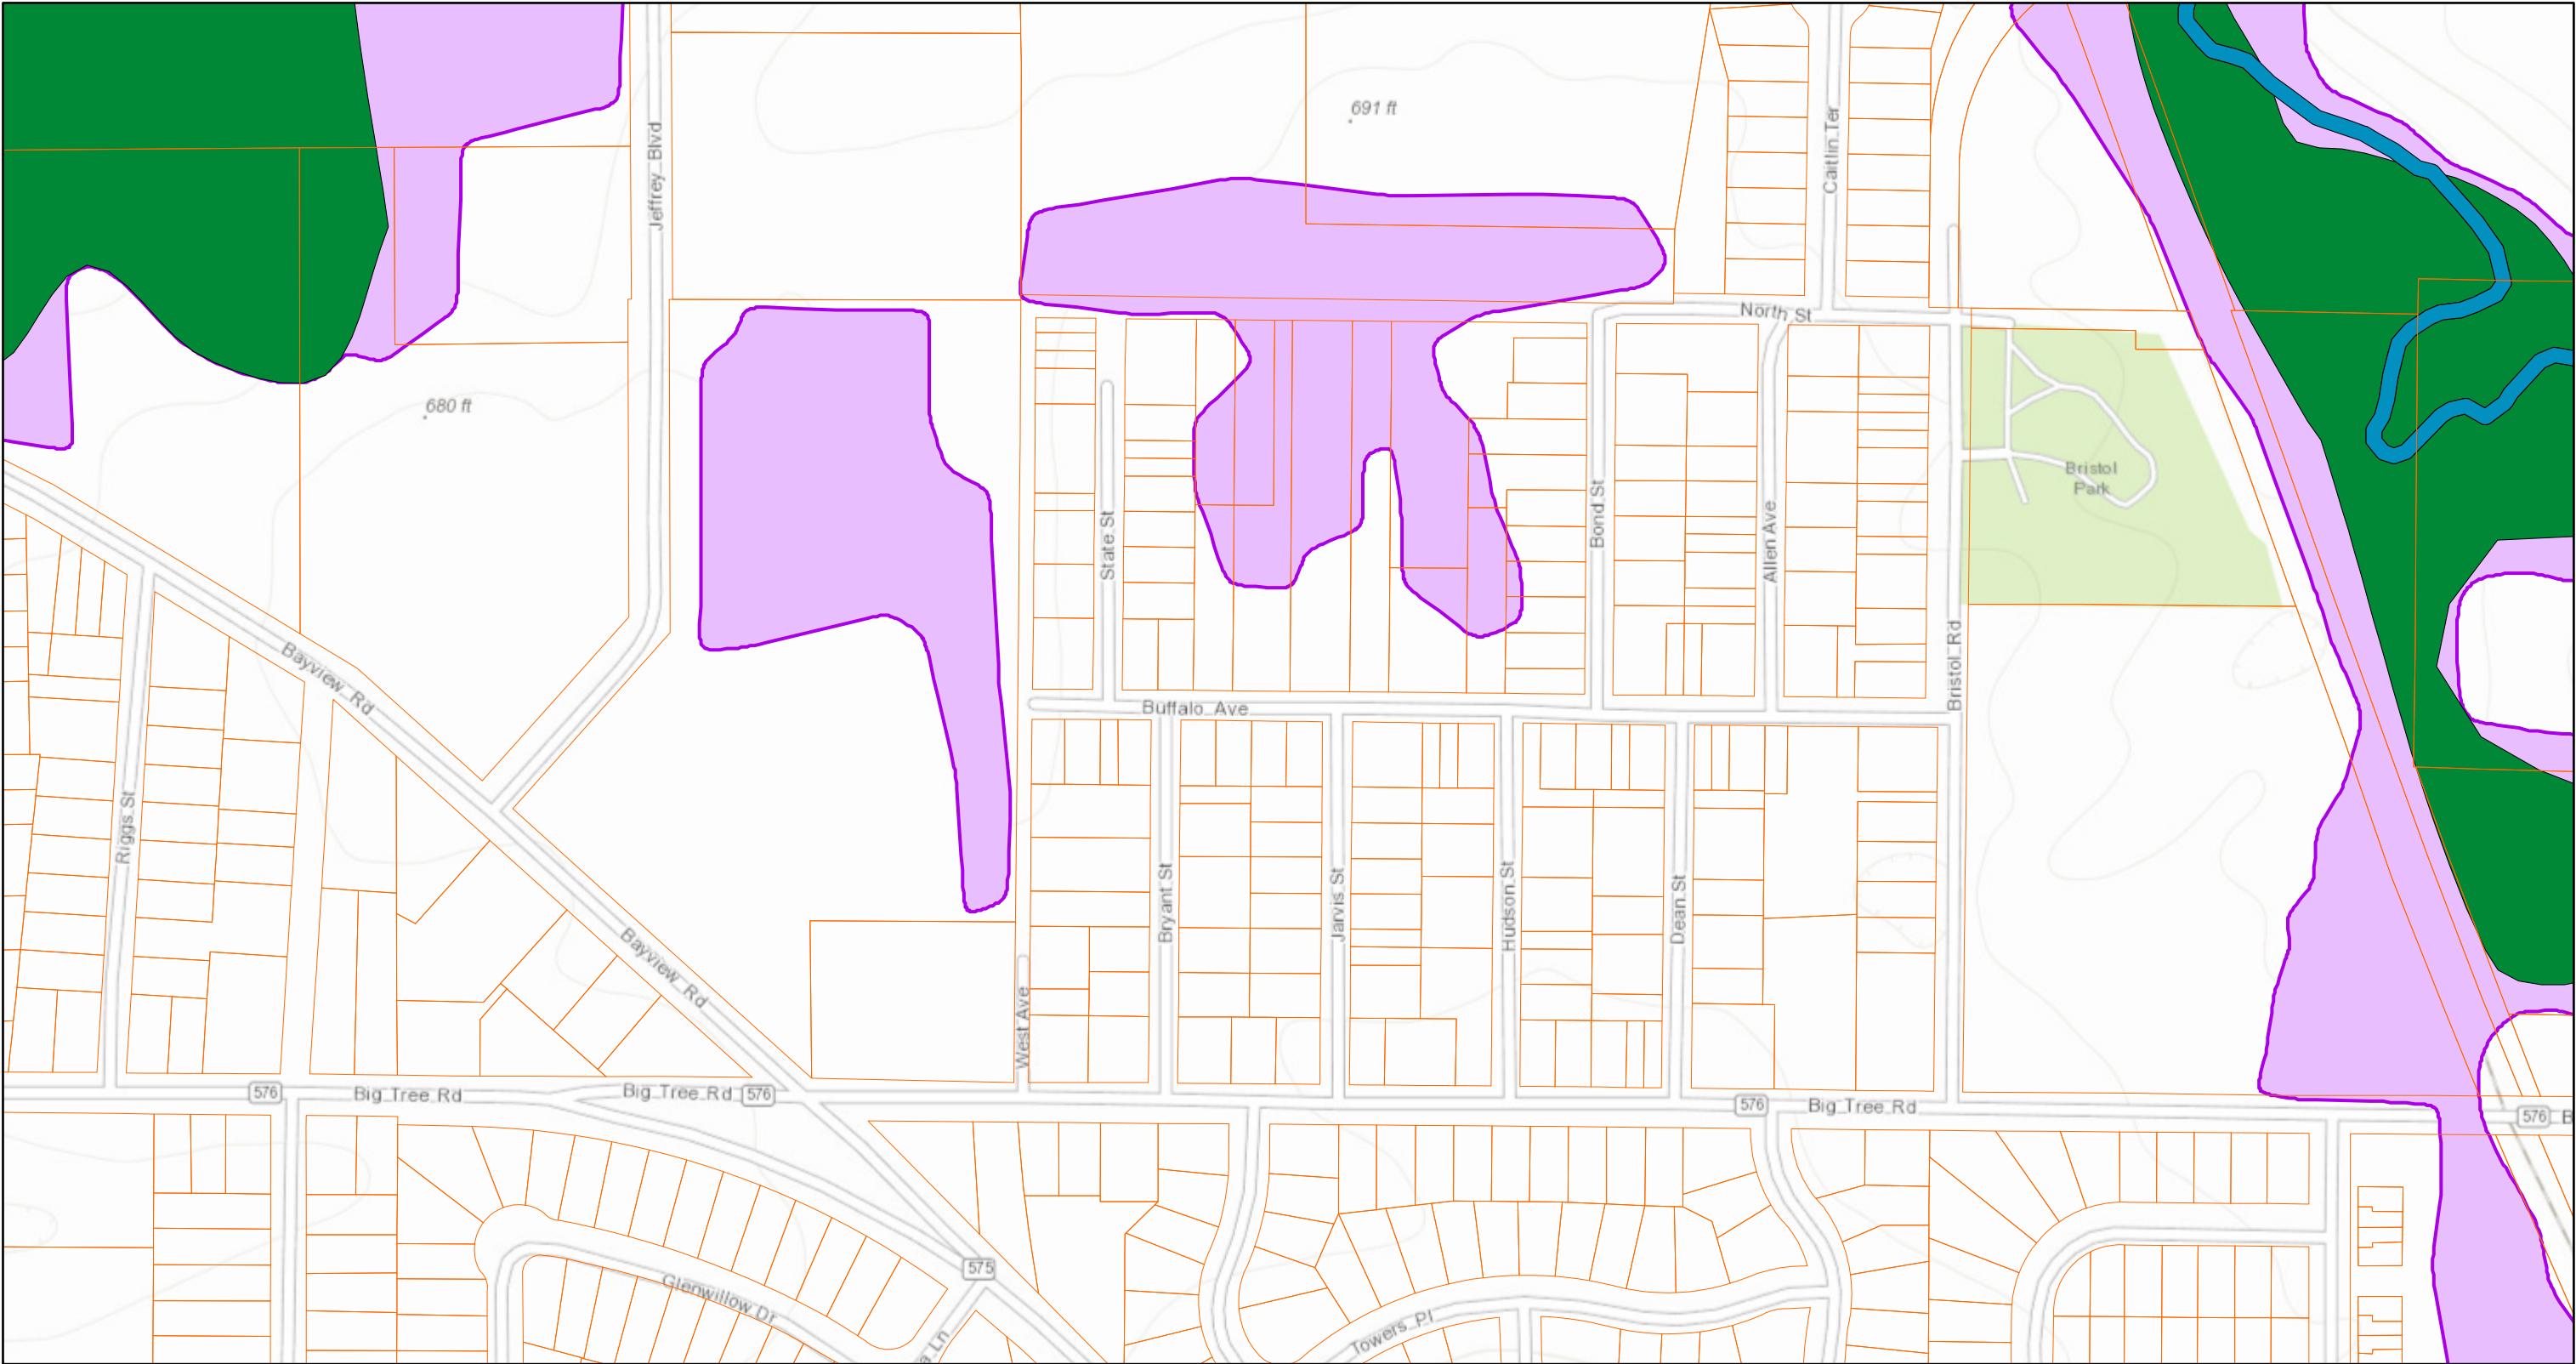 691 ft
Jeffrey Blvd
Caitlin Ter
North St
680 ft
Bristol
Park
State St
Bond St
Allen Ave
Bristol Rd
Bayview Rd
Buffalo Ave
Riggs St
Bryant St
Jarvis St
Hudson St
Dean St
Bayview Rd
West Ave
576
Big Tree Rd
Big Tree Rd
576
576
Big Tree Rd
576
B
575
Glenwillow Dr
Towers Pl
a Ln